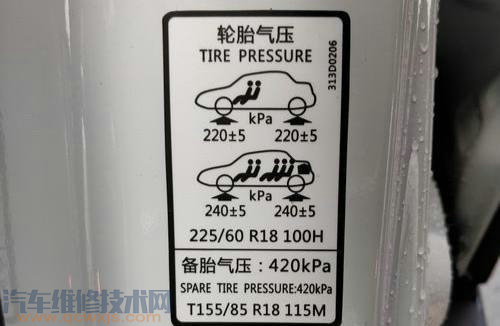 轮胎气压
TIRE PRESSURE
313D0206
kPa
220±5 220±5
kPa
240±5 240±5
225/60 R18 100H
备胎气压：420kPa
SPARE TIRE PRESSURE:420kPa
T155/85 R18 115M
汽车维修技术网